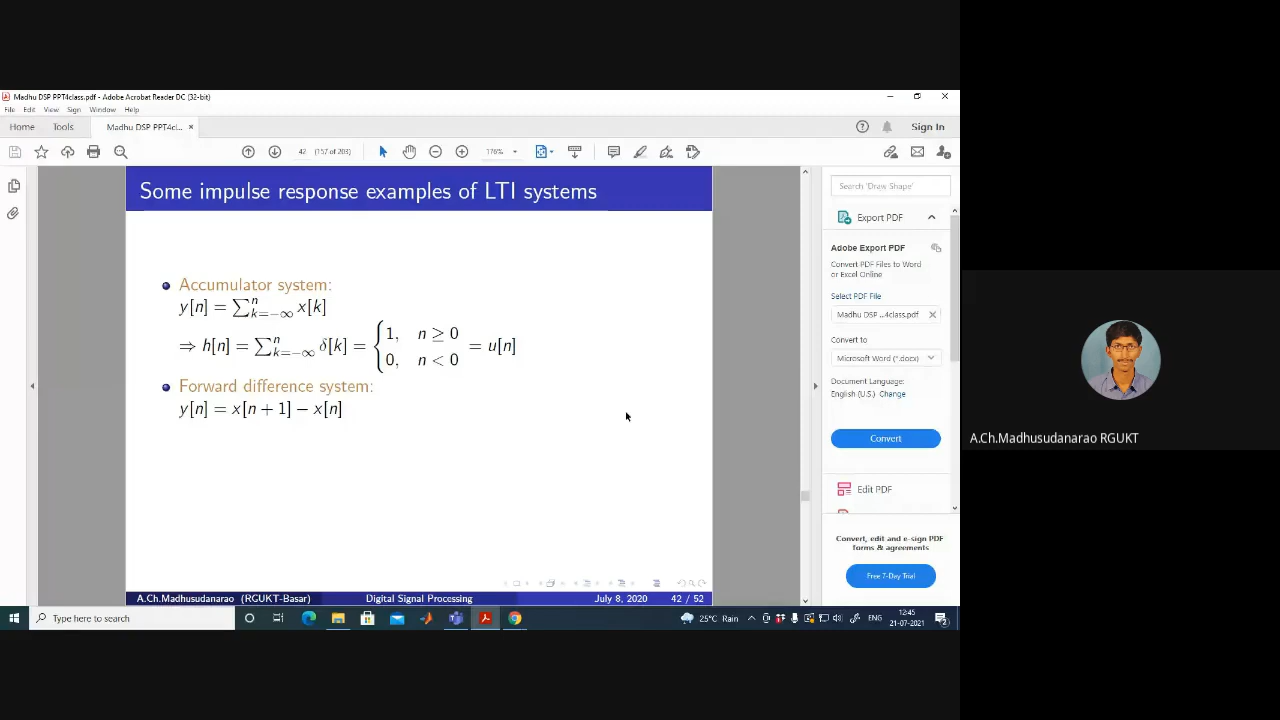 Madhu DSP PPT4class.pdf - Adobe Acrobat Reader DC (32-bit)
File Edit View Sign Window Help
Home Tools Madhu DSP PPT4cl... × Sign In
42 (157 of 203) 176%
Some impulse response examples of LTI systems
Accumulator system:
y[n] = ∑ⁿₖ₌₋∞ x[k]
⇒ h[n] = ∑ⁿₖ₌₋∞ δ[k] = { 1, n ≥ 0
0, n < 0 = u[n]
Forward difference system:
y[n] = x[n + 1] − x[n]
A.Ch.Madhusudanarao (RGUKT-Basar) Digital Signal Processing July 8, 2020 42 / 52
Search 'Draw Shape'
Export PDF
Adobe Export PDF
Convert PDF Files to Word
or Excel Online
Select PDF File
Madhu DSP ...4class.pdf ×
Convert to
Microsoft Word (*.docx)
Document Language:
English (U.S.) Change
Convert
Edit PDF
Convert, edit and e-sign PDF
forms & agreements
Free 7-Day Trial
Type here to search
25°C Rain ENG 12:45
21-07-2021
A.Ch.Madhusudanarao RGUKT